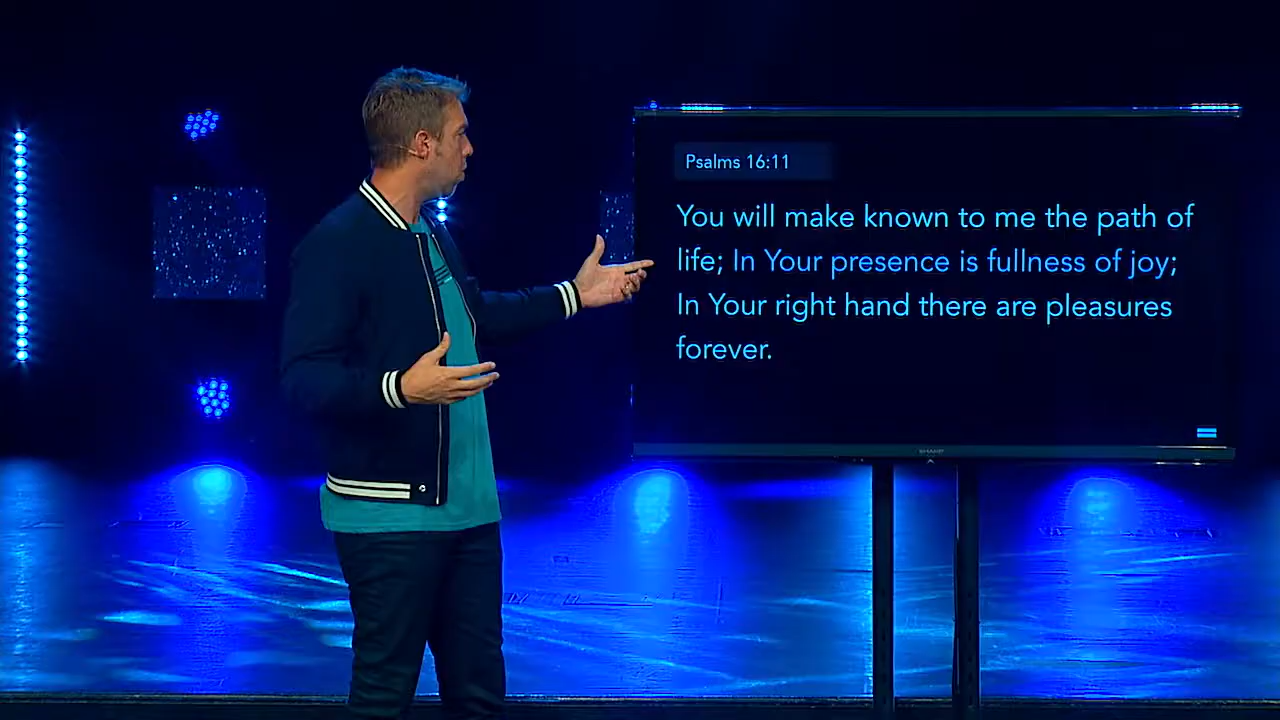 Psalms 16:11
You will make known to me the path of
life; In Your presence is fullness of joy;
In Your right hand there are pleasures
forever.
SHARP